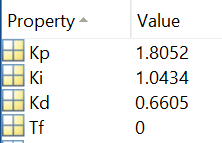 Property Value
Kp 1.8052
Ki 1.0434
Kd 0.6605
Tf 0